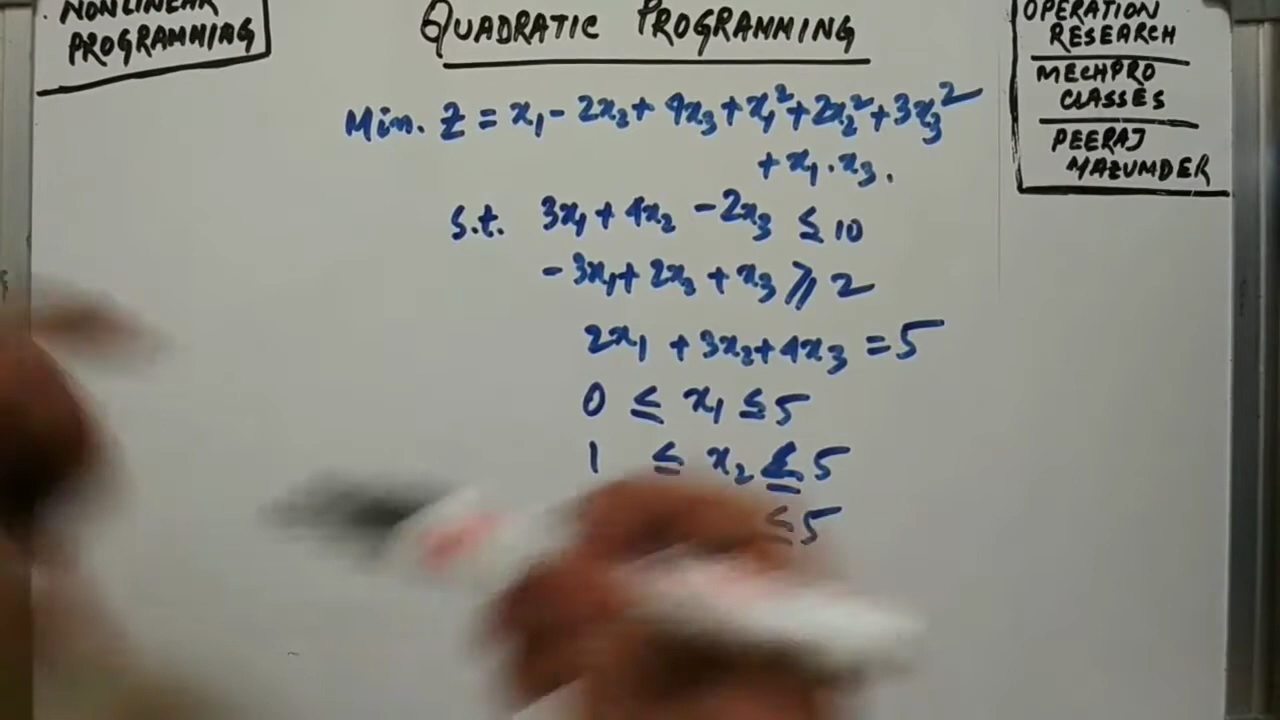 NONLINEAR
PROGRAMMING
QUADRATIC PROGRAMMING
OPERATION
RESEARCH
MECHPRO
CLASSES
PEERAJ
MAZUMDER
Min. Z = x₁ - 2x₂ + 4x₃ + x₁² + 2x₂² + 3x₃²
+ x₁.x₃.
S.t. 3x₁ + 4x₂ - 2x₃ ≤ 10
- 3x₁ + 2x₂ + x₃ ≥ 2
2x₁ + 3x₂ + 4x₃ = 5
0 ≤ x₁ ≤ 5
1 ≤ x₂ ≤ 5
≤ 5